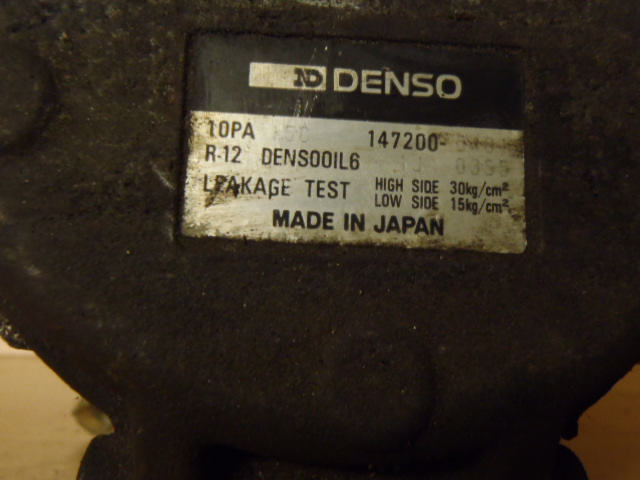 ND DENSO
10PA 15C 147200-
R-12 DENSOOIL6
LEAKAGE TEST HIGH SIDE 30kg/cm²
LOW SIDE 15kg/cm²
MADE IN JAPAN